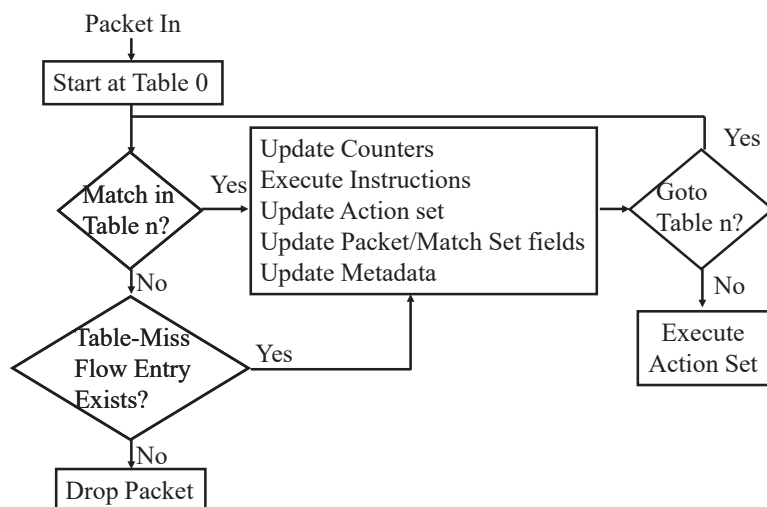 Packet In
Start at Table 0
Match in
Table n?
Yes
Update Counters
Execute Instructions
Update Action set
Update Packet/Match Set fields
Update Metadata
Goto
Table n?
Yes
No
Execute
Action Set
No
Table-Miss
Flow Entry
Exists?
Yes
No
Drop Packet